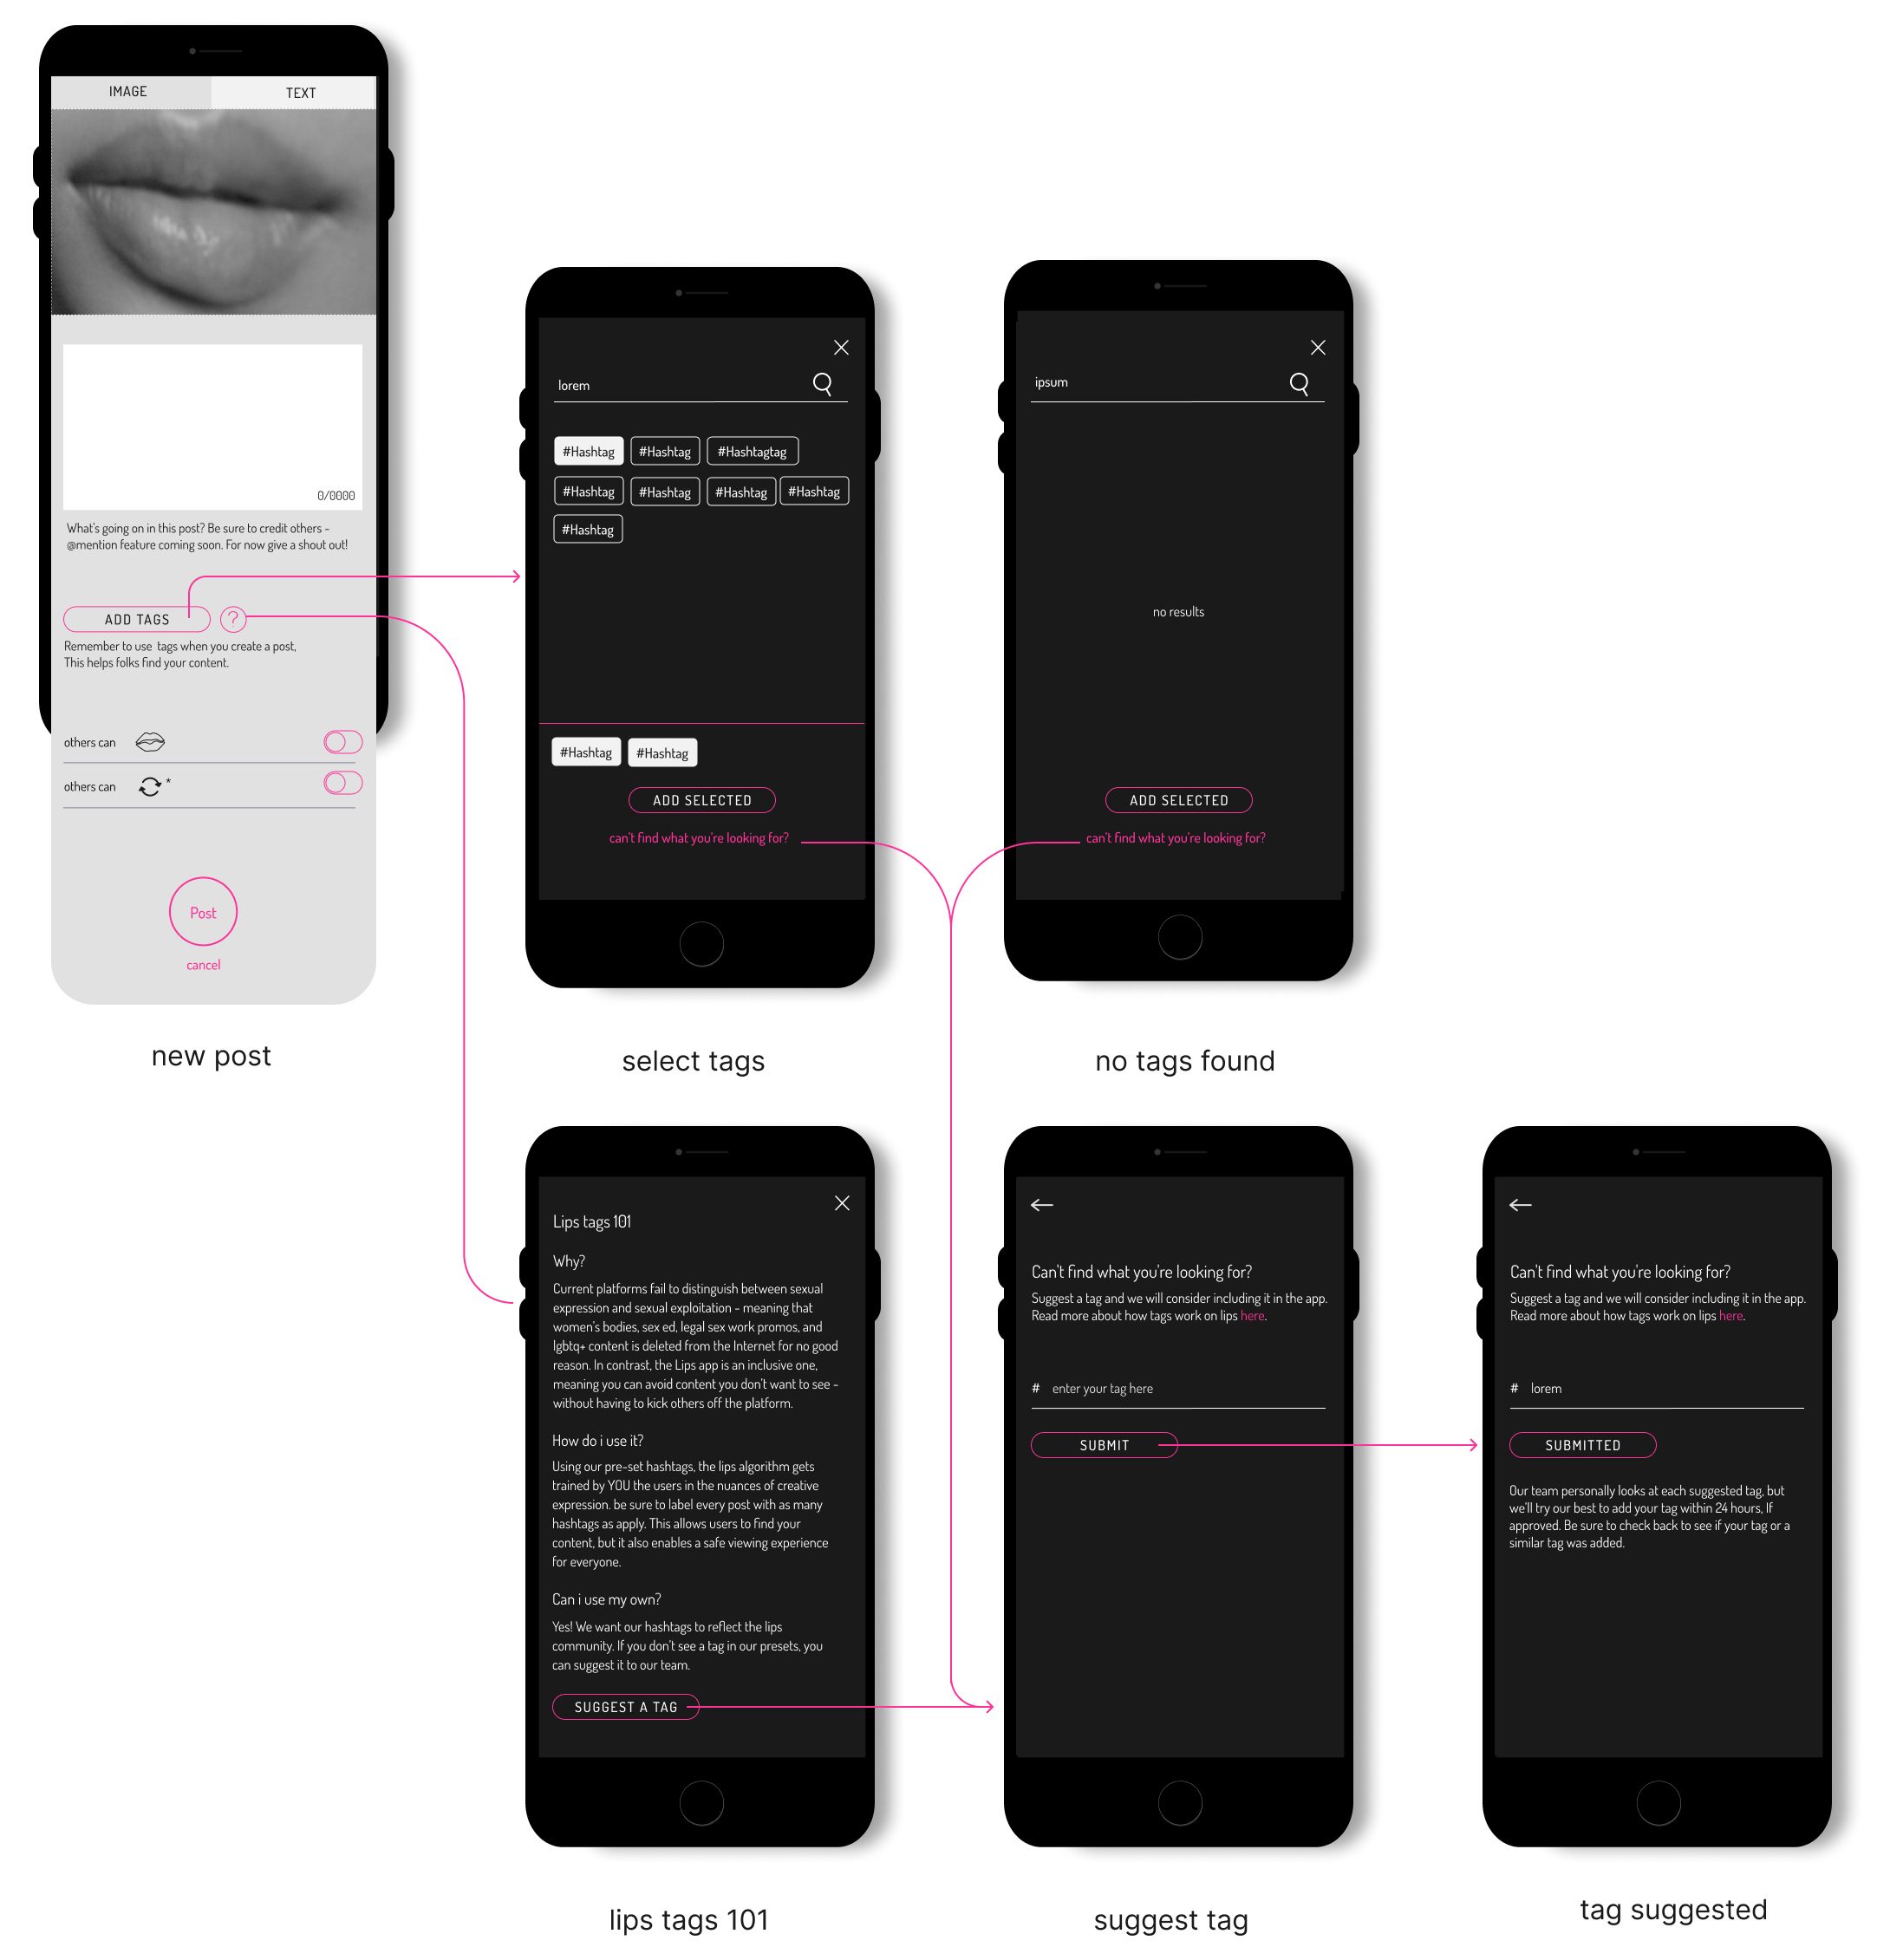 IMAGE
TEXT
0/0000
What's going on in this post? Be sure to credit others -
@mention feature coming soon. For now give a shout out!
ADD TAGS
?
Remember to use tags when you create a post,
This helps folks find your content.
others can
others can *
Post
cancel
new post
lorem
#Hashtag #Hashtag #Hashtagtag
#Hashtag #Hashtag #Hashtag #Hashtag
#Hashtag
#Hashtag #Hashtag
ADD SELECTED
can't find what you're looking for?
select tags
ipsum
no results
ADD SELECTED
can't find what you're looking for?
no tags found
Lips tags 101
Why?
Current platforms fail to distinguish between sexual
expression and sexual exploitation - meaning that
women's bodies, sex ed, legal sex work promos, and
lgbtq+ content is deleted from the Internet for no good
reason. In contrast, the Lips app is an inclusive one,
meaning you can avoid content you don't want to see -
without having to kick others off the platform.
How do i use it?
Using our pre-set hashtags, the lips algorithm gets
trained by YOU the users in the nuances of creative
expression. be sure to label every post with as many
hashtags as apply. This allows users to find your
content, but it also enables a safe viewing experience
for everyone.
Can i use my own?
Yes! We want our hashtags to reflect the lips
community. If you don't see a tag in our presets, you
can suggest it to our team.
SUGGEST A TAG
lips tags 101
Can't find what you're looking for?
Suggest a tag and we will consider including it in the app.
Read more about how tags work on lips here.
# enter your tag here
SUBMIT
suggest tag
Can't find what you're looking for?
Suggest a tag and we will consider including it in the app.
Read more about how tags work on lips here.
# lorem
SUBMITTED
Our team personally looks at each suggested tag, but
we'll try our best to add your tag within 24 hours, If
approved. Be sure to check back to see if your tag or a
similar tag was added.
tag suggested